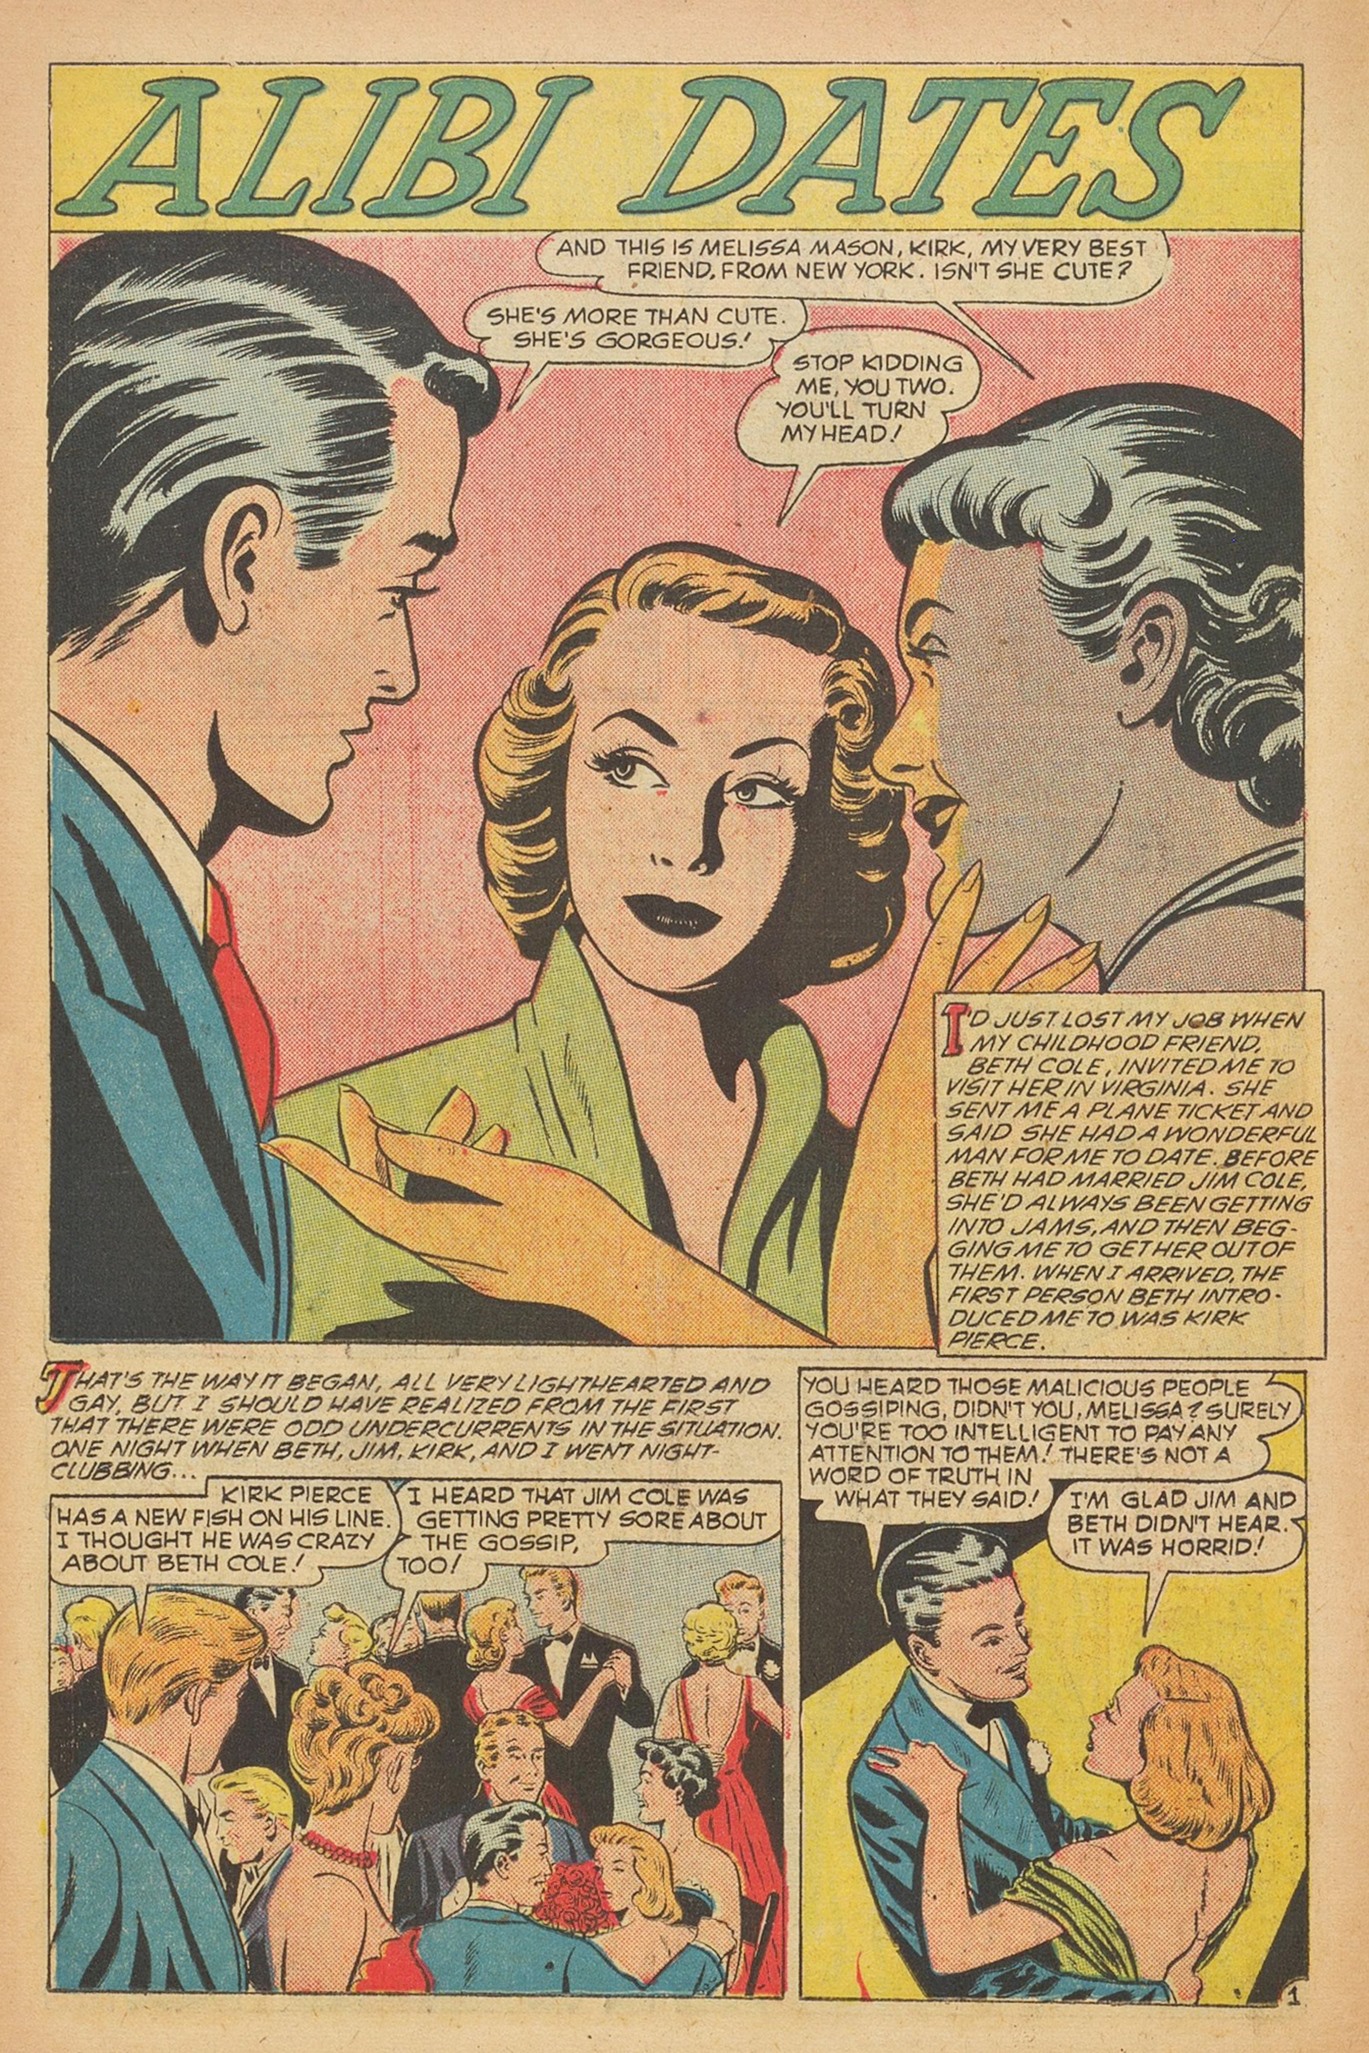 ALIBI DATES
AND THIS IS MELISSA MASON, KIRK, MY VERY BEST
FRIEND, FROM NEW YORK. ISN'T SHE CUTE?
SHE'S MORE THAN CUTE.
SHE'S GORGEOUS!
STOP KIDDING
ME, YOU TWO.
YOU'LL TURN
MY HEAD!
I'D JUST LOST MY JOB WHEN
MY CHILDHOOD FRIEND,
BETH COLE, INVITED ME TO
VISIT HER IN VIRGINIA. SHE
SENT ME A PLANE TICKET AND
SAID SHE HAD A WONDERFUL
MAN FOR ME TO DATE. BEFORE
BETH HAD MARRIED JIM COLE,
SHE'D ALWAYS BEEN GETTING
INTO JAMS, AND THEN BEG-
GING ME TO GET HER OUT OF
THEM. WHEN I ARRIVED, THE
FIRST PERSON BETH INTRO-
DUCED ME TO WAS KIRK
PIERCE.
THAT'S THE WAY IT BEGAN, ALL VERY LIGHTHEARTED AND
GAY, BUT I SHOULD HAVE REALIZED FROM THE FIRST
THAT THERE WERE ODD UNDERCURRENTS IN THE SITUATION.
ONE NIGHT WHEN BETH, JIM, KIRK, AND I WENT NIGHT-
CLUBBING...
KIRK PIERCE
HAS A NEW FISH ON HIS LINE.
I THOUGHT HE WAS CRAZY
ABOUT BETH COLE!
I HEARD THAT JIM COLE WAS
GETTING PRETTY SORE ABOUT
THE GOSSIP,
TOO!
YOU HEARD THOSE MALICIOUS PEOPLE
GOSSIPING, DIDN'T YOU, MELISSA? SURELY
YOU'RE TOO INTELLIGENT TO PAY ANY
ATTENTION TO THEM! THERE'S NOT A
WORD OF TRUTH IN
WHAT THEY SAID!
I'M GLAD JIM AND
BETH DIDN'T HEAR.
IT WAS HORRID!
1